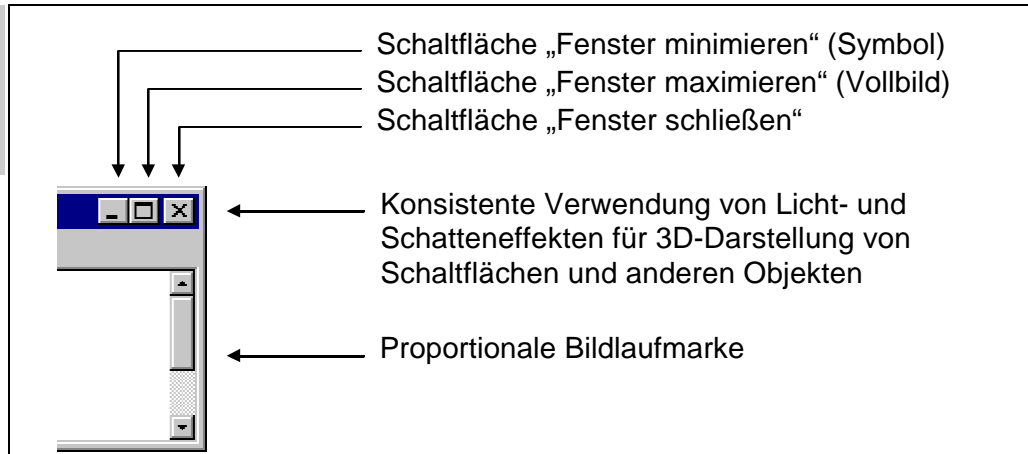 Schaltfläche „Fenster minimieren“ (Symbol)
Schaltfläche „Fenster maximieren“ (Vollbild)
Schaltfläche „Fenster schließen“
Konsistente Verwendung von Licht- und
Schatteneffekten für 3D-Darstellung von
Schaltflächen und anderen Objekten
Proportionale Bildlaufmarke